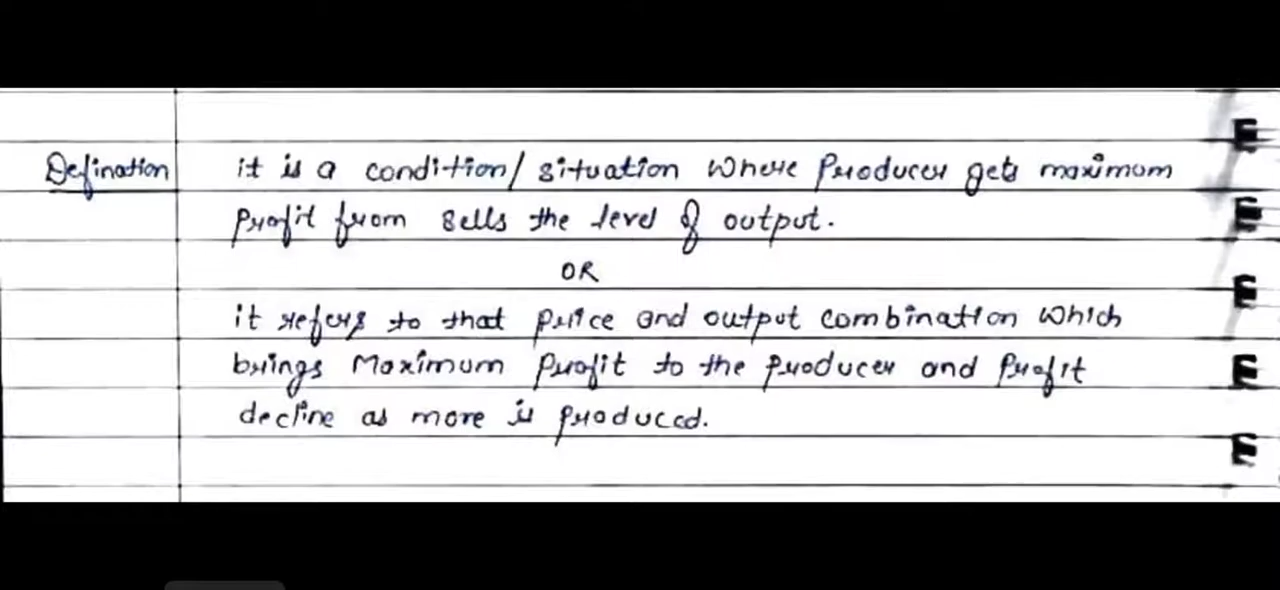 Defination it is a condition/ situation where Producer gets maximum
Profit from sells the level of output.
OR
it refers to that price and output combination which
brings Maximum Profit to the producer and Profit
decline as more is produced.